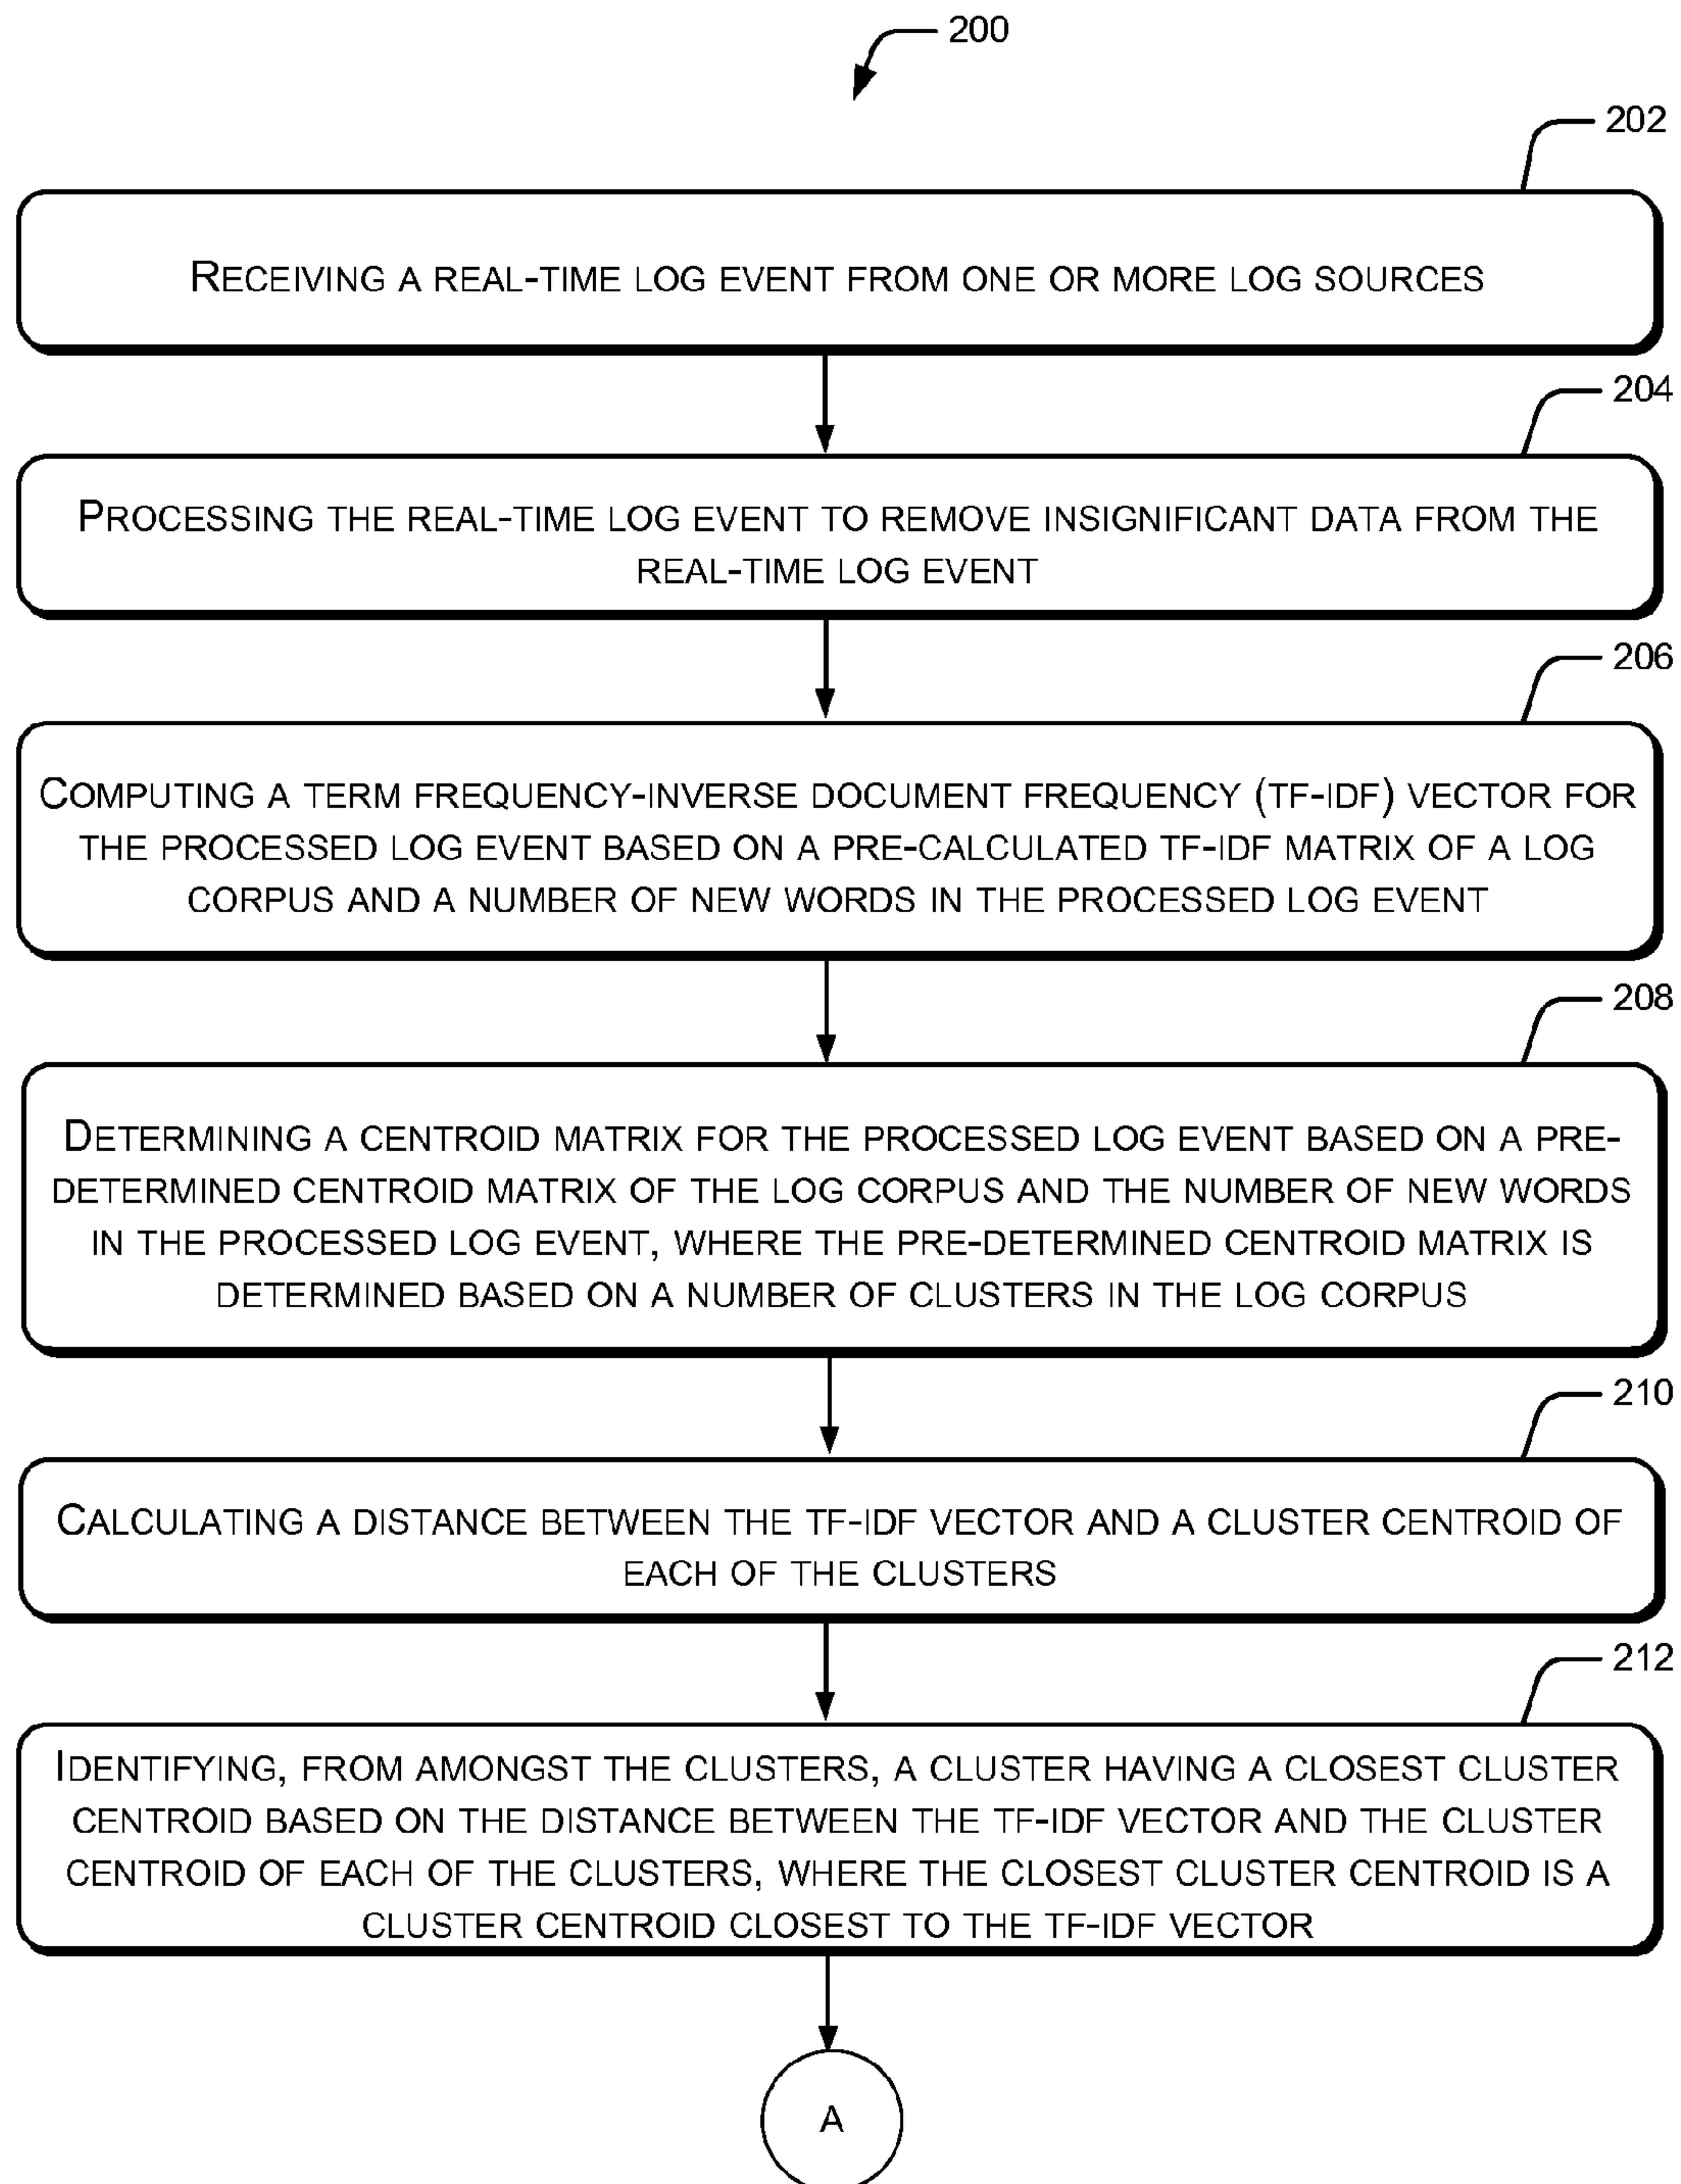 200
202
RECEIVING A REAL-TIME LOG EVENT FROM ONE OR MORE LOG SOURCES
204
PROCESSING THE REAL-TIME LOG EVENT TO REMOVE INSIGNIFICANT DATA FROM THE
REAL-TIME LOG EVENT
206
COMPUTING A TERM FREQUENCY-INVERSE DOCUMENT FREQUENCY (TF-IDF) VECTOR FOR
THE PROCESSED LOG EVENT BASED ON A PRE-CALCULATED TF-IDF MATRIX OF A LOG
CORPUS AND A NUMBER OF NEW WORDS IN THE PROCESSED LOG EVENT
208
DETERMINING A CENTROID MATRIX FOR THE PROCESSED LOG EVENT BASED ON A PRE-
DETERMINED CENTROID MATRIX OF THE LOG CORPUS AND THE NUMBER OF NEW WORDS
IN THE PROCESSED LOG EVENT, WHERE THE PRE-DETERMINED CENTROID MATRIX IS
DETERMINED BASED ON A NUMBER OF CLUSTERS IN THE LOG CORPUS
210
CALCULATING A DISTANCE BETWEEN THE TF-IDF VECTOR AND A CLUSTER CENTROID OF
EACH OF THE CLUSTERS
212
IDENTIFYING, FROM AMONGST THE CLUSTERS, A CLUSTER HAVING A CLOSEST CLUSTER
CENTROID BASED ON THE DISTANCE BETWEEN THE TF-IDF VECTOR AND THE CLUSTER
CENTROID OF EACH OF THE CLUSTERS, WHERE THE CLOSEST CLUSTER CENTROID IS A
CLUSTER CENTROID CLOSEST TO THE TF-IDF VECTOR
A